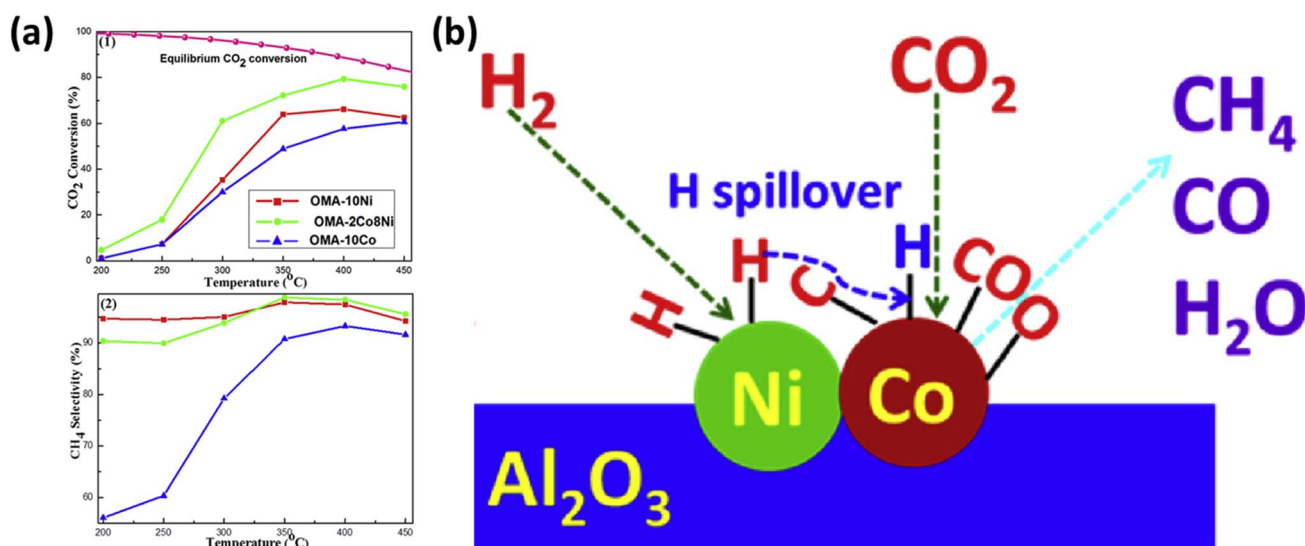 (a)
(1)
Equilibrium CO2 conversion
CO2 Conversion (%)
100
80
60
40
20
0
OMA-10Ni
OMA-2Co8Ni
OMA-10Co
200 250 300 350 400 450
Temperature (°C)
(2)
CH4 Selectivity (%)
90
80
70
60
200 250 300 350 400 450
Temperature (°C)
(b)
H2
CO2
H spillover
H
H
C
H
COO
Ni
Co
Al2O3
CH4
CO
H2O